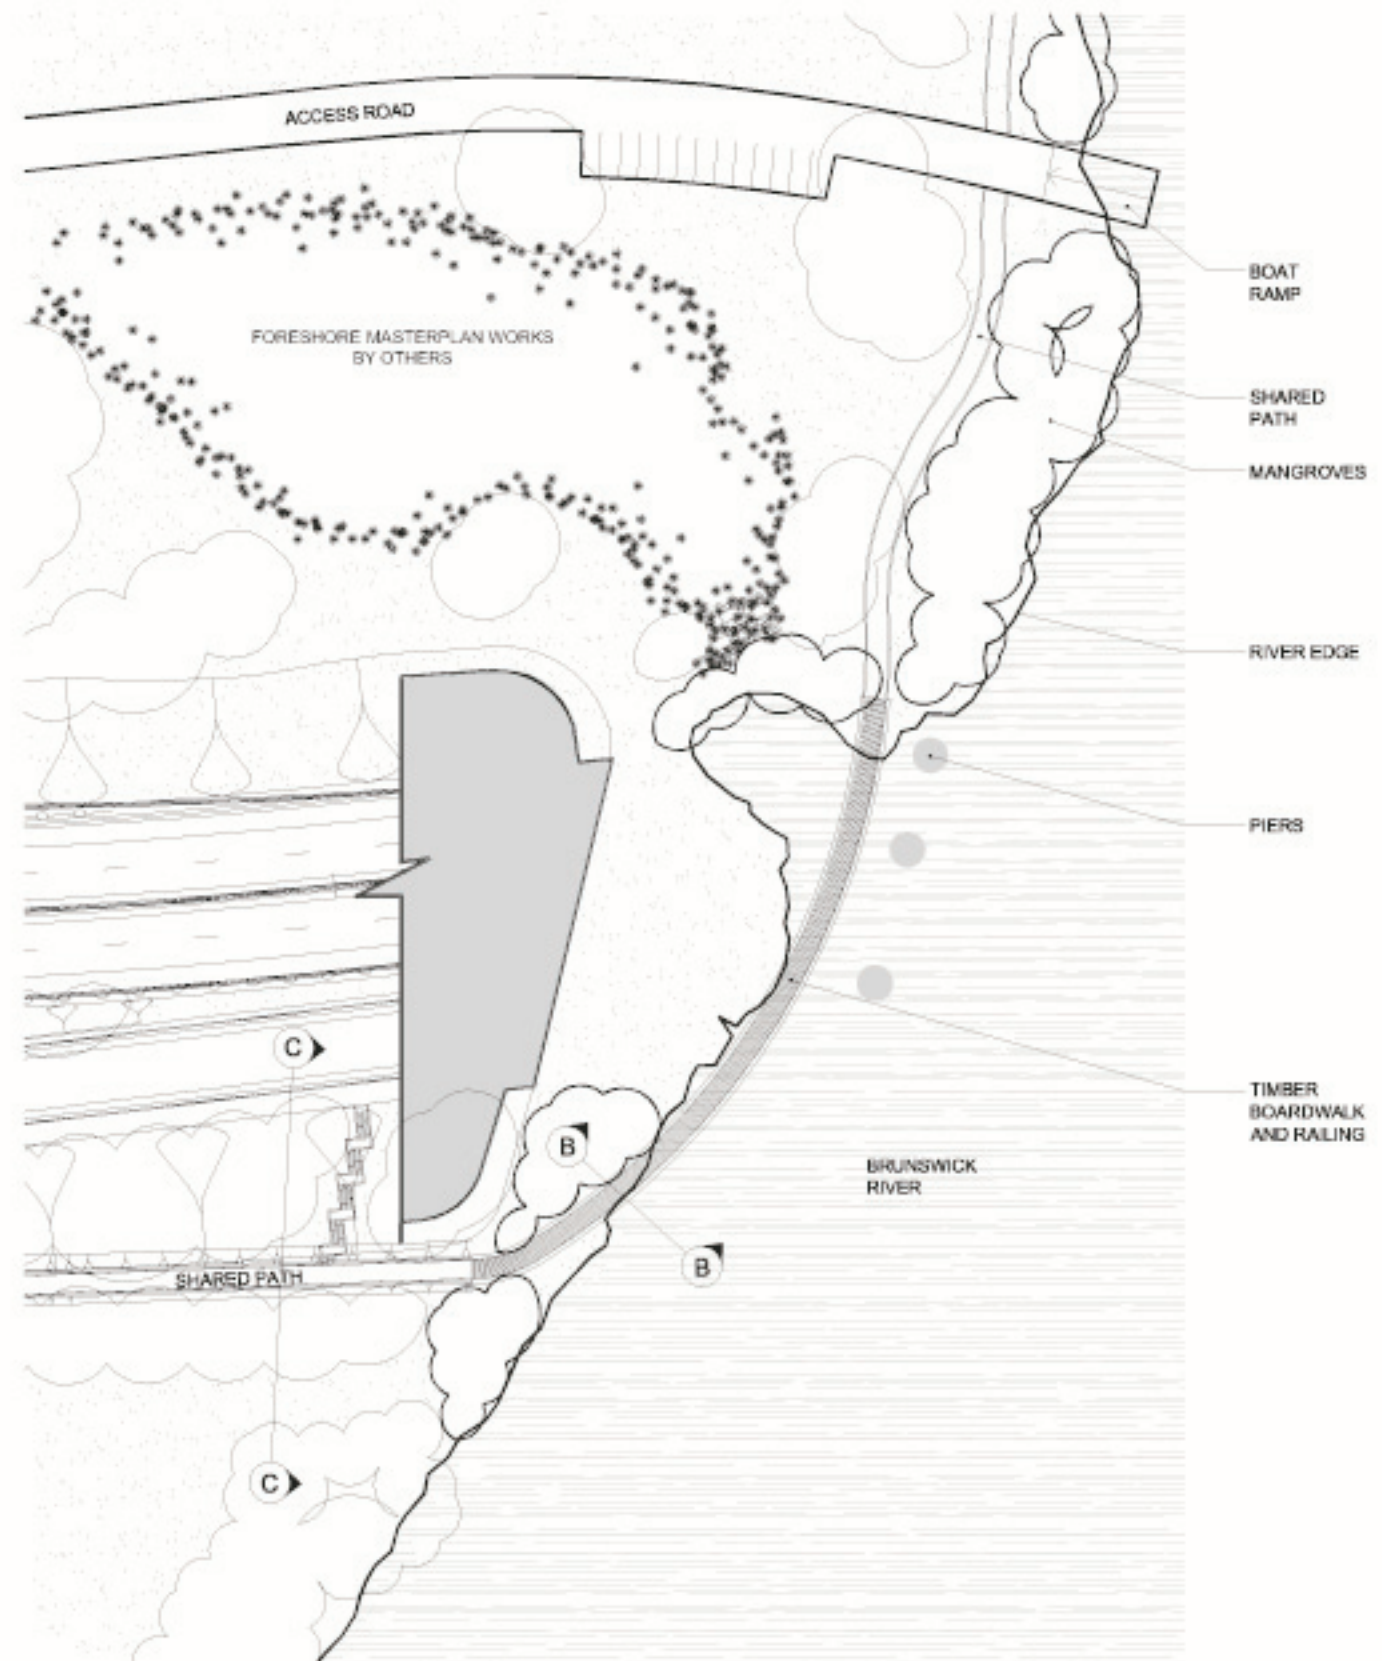 ACCESS ROAD
BOAT
RAMP
FORESHORE MASTERPLAN WORKS
BY OTHERS
SHARED
PATH
MANGROVES
RIVER EDGE
PIERS
C
TIMBER
BOARDWALK
AND RAILING
B
BRUNSWICK
RIVER
B
SHARED PATH
C